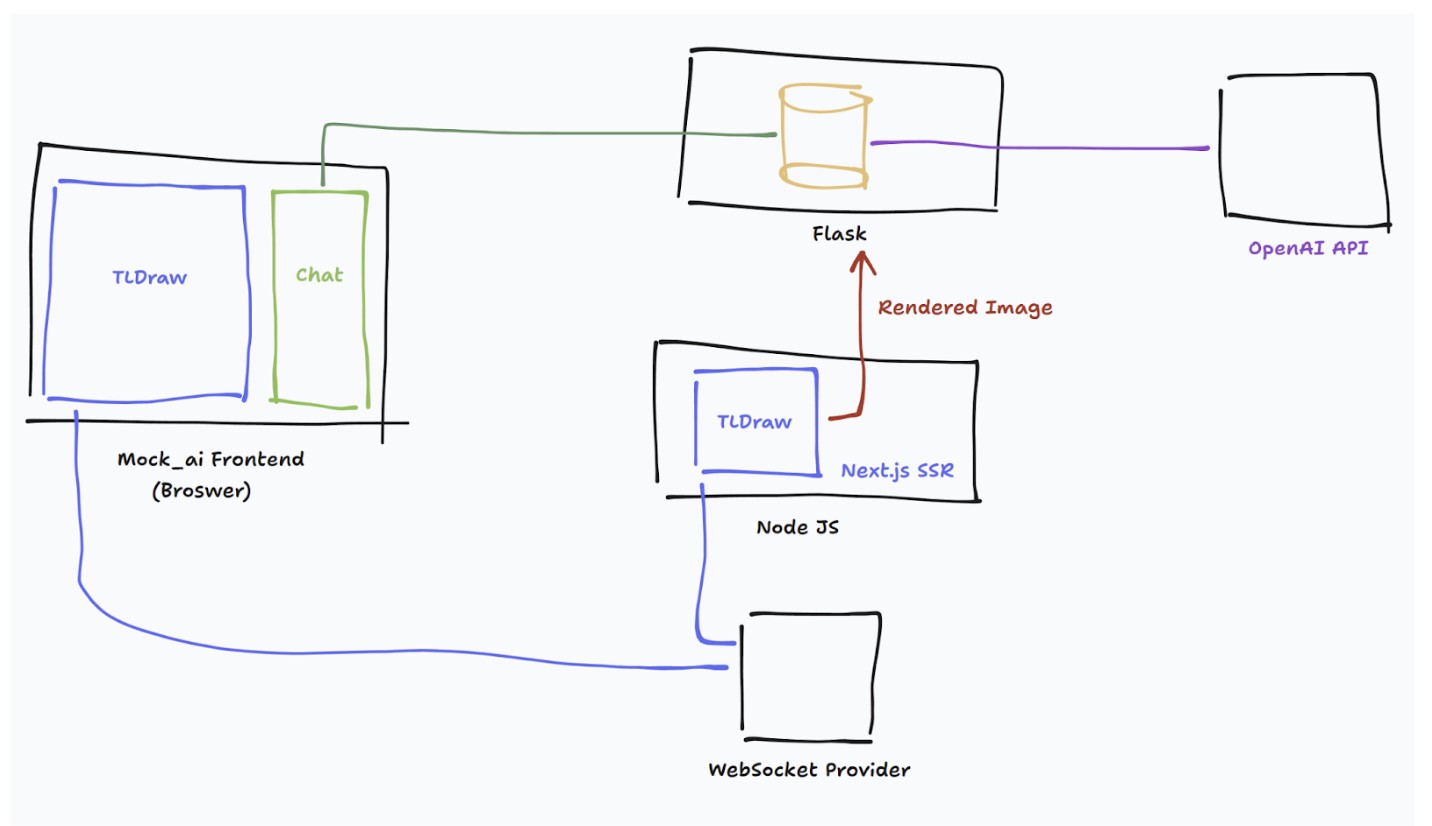 Flask
OpenAI API
TLDraw
Chat
Rendered Image
Mock_ai Frontend
(Broswer)
TLDraw
Next.js SSR
Node JS
WebSocket Provider